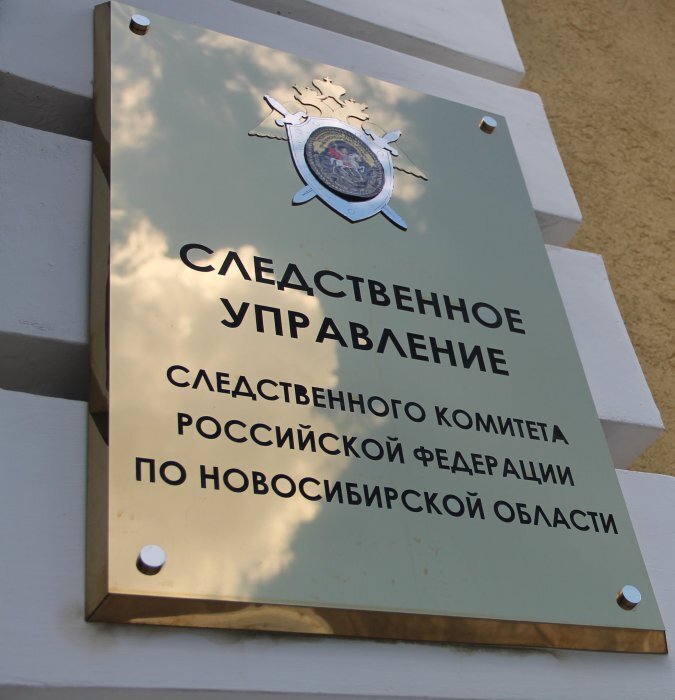 СЛЕДСТВЕННОЕ
УПРАВЛЕНИЕ
СЛЕДСТВЕННОГО КОМИТЕТА
РОССИЙСКОЙ ФЕДЕРАЦИИ
ПО НОВОСИБИРСКОЙ ОБЛАСТИ